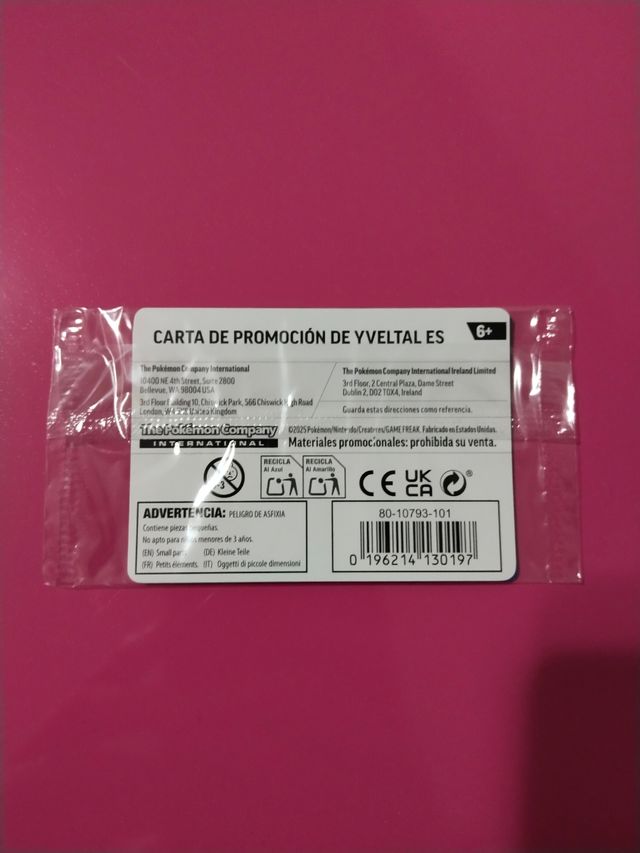 CARTA DE PROMOCIÓN DE YVELTAL ES
6+
The Pokémon Company International
10400 NE 4th Street, Suite 2800
Bellevue, WA 98004 USA
3rd Floor Building 10, Chiswick Park, 566 Chiswick High Road
London, United Kingdom
The Pokémon Company International Ireland Limited
3rd Floor, 2 Central Plaza, Dame Street
Dublin 2, D02 T0X4, Ireland
Guarda estas direcciones como referencia.
The Pokémon Company
INTERNATIONAL
©2025 Pokémon/Nintendo/Creatures/GAME FREAK. Fabricado en Estados Unidos.
Materiales promocionales: prohibida su venta.
0-3
RECICLA
Al Azul
RECICLA
Al Amarillo
CE
UK
CA
®
ADVERTENCIA: PELIGRO DE ASFIXIA
Contiene piezas pequeñas.
No apto para niños menores de 3 años.
(EN) Small parts (DE) Kleine Teile
(FR) Petits éléments. (IT) Oggetti di piccole dimensioni
80-10793-101
0 196214 130197